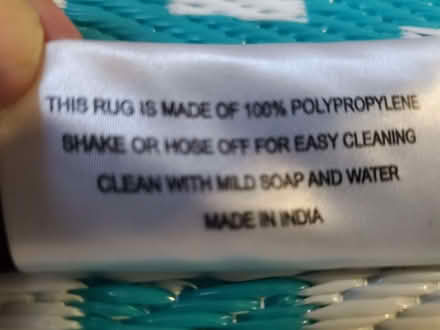 THIS RUG IS MADE OF 100% POLYPROPYLENE
SHAKE OR HOSE OFF FOR EASY CLEANING
CLEAN WITH MILD SOAP AND WATER
MADE IN INDIA